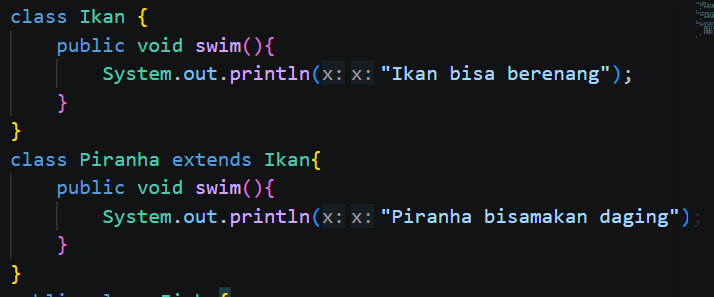 class Ikan {
public void swim(){
System.out.println(x: x: "Ikan bisa berenang");
}
}
class Piranha extends Ikan{
public void swim(){
System.out.println(x: x: "Piranha bisamakan daging");
}
}